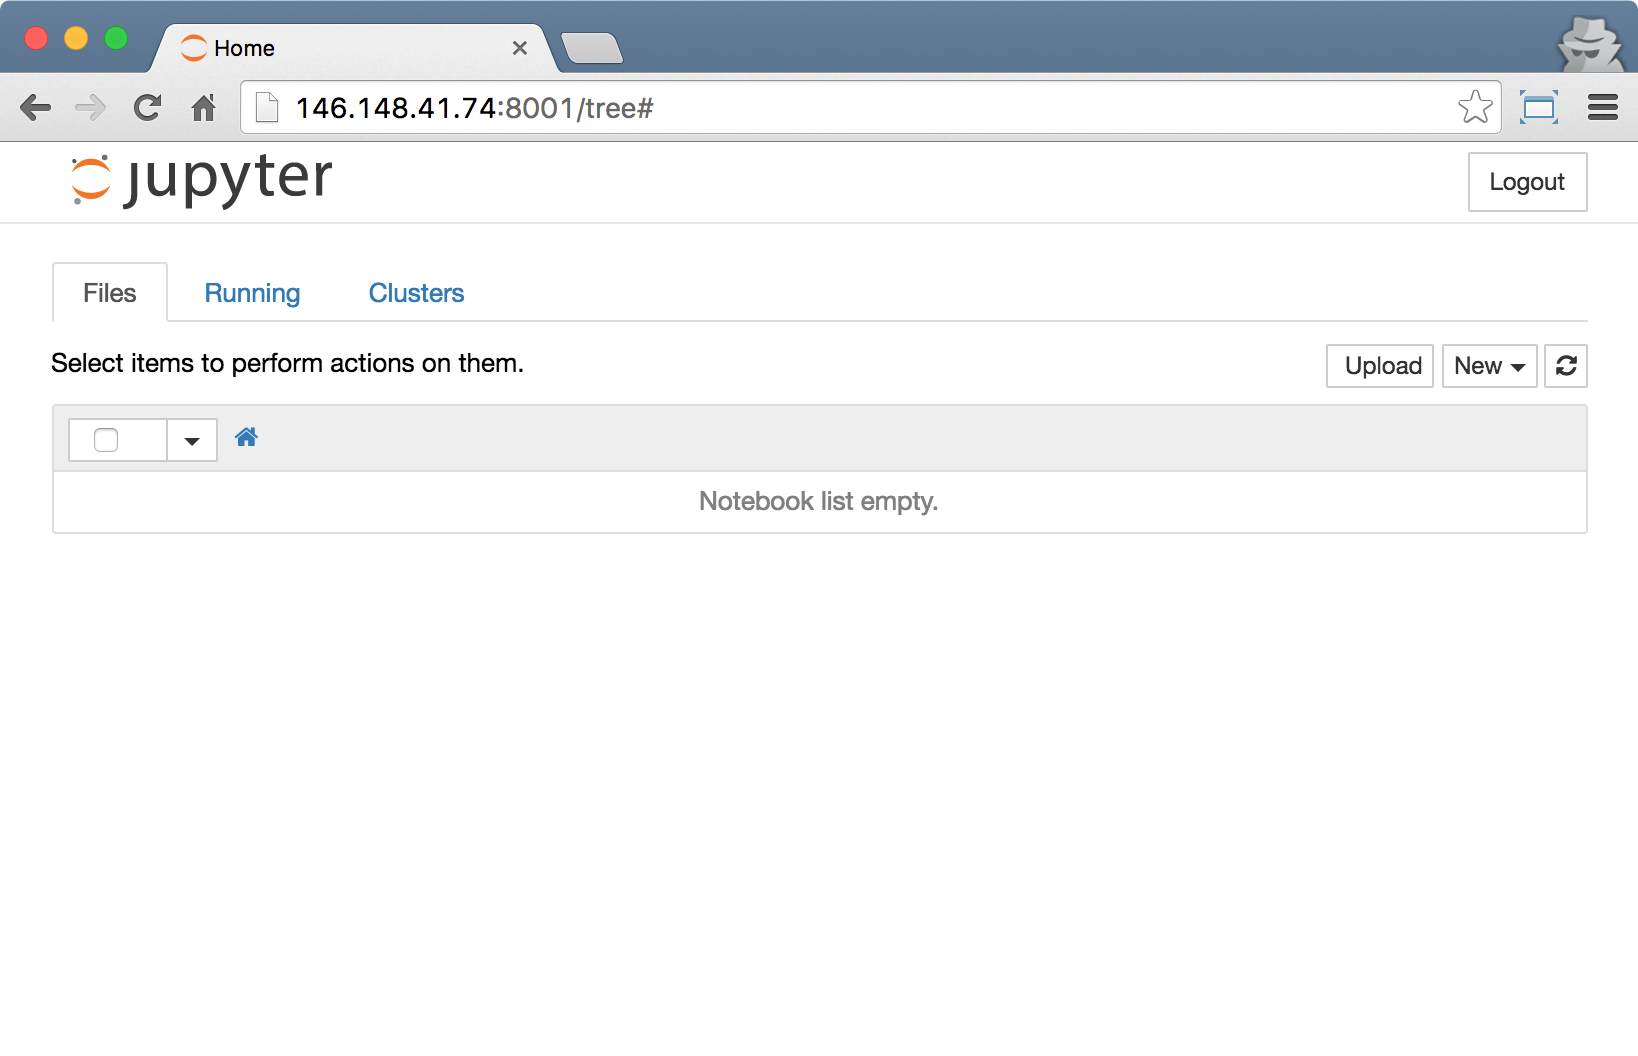 Home
146.148.41.74:8001/tree#
jupyter
Logout
Files Running Clusters
Select items to perform actions on them.
Upload New
Notebook list empty.